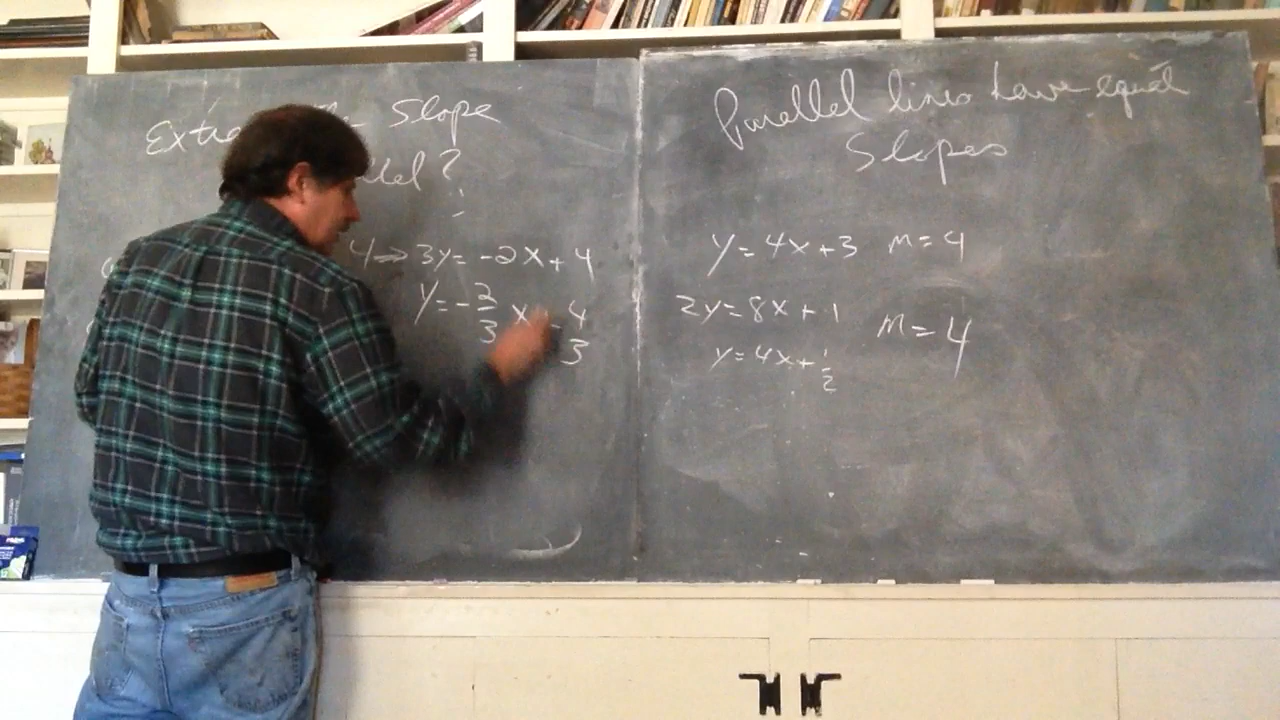 Slope
?
4 → 3y = -2x + 4
y = -2/3 x 4/3
Parallel lines have equal
Slopes
y = 4x + 3 m = 4
2y = 8x + 1 m = 4
y = 4x + 1/2